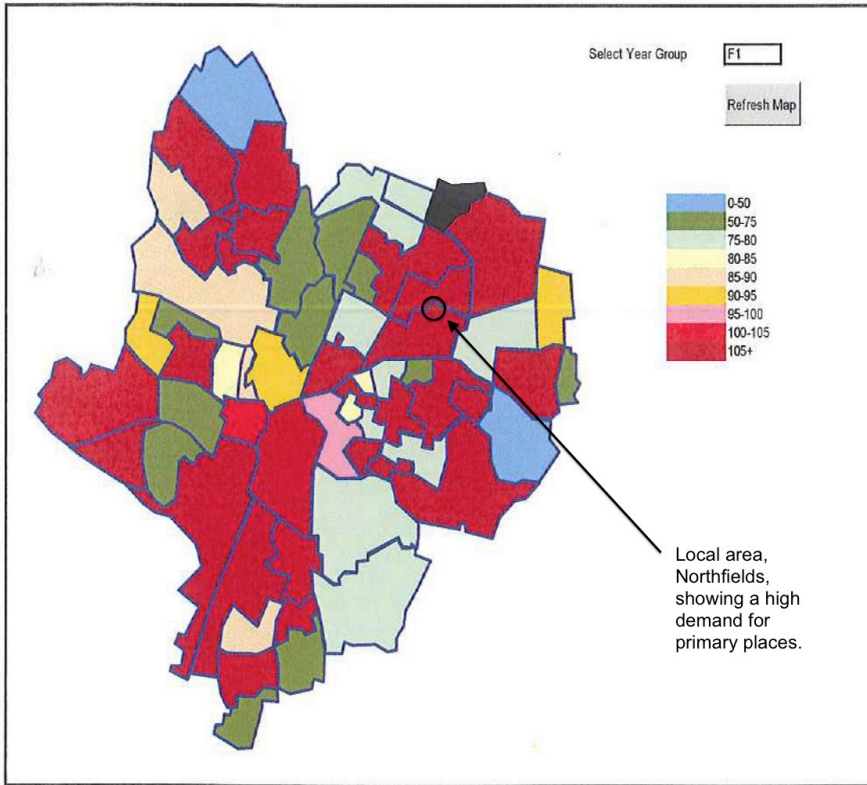 Select Year Group F1
Refresh Map
0-50
50-75
75-80
80-85
85-90
90-95
95-100
100-105
105+
Local area,
Northfields,
showing a high
demand for
primary places.